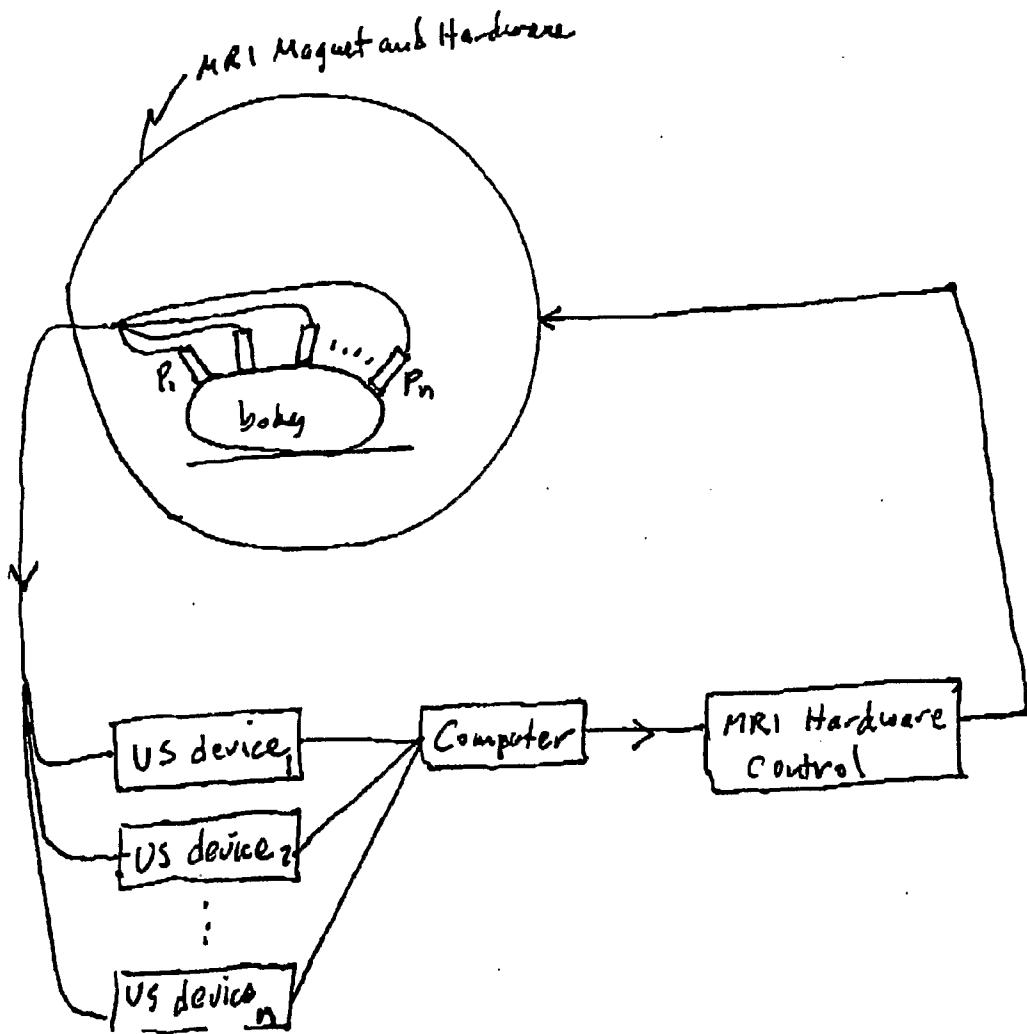 MRI Magnet and Hardware
P₁
Pₙ
body
US device₁
Computer
MRI Hardware
Control
US device₂
US deviceₙ